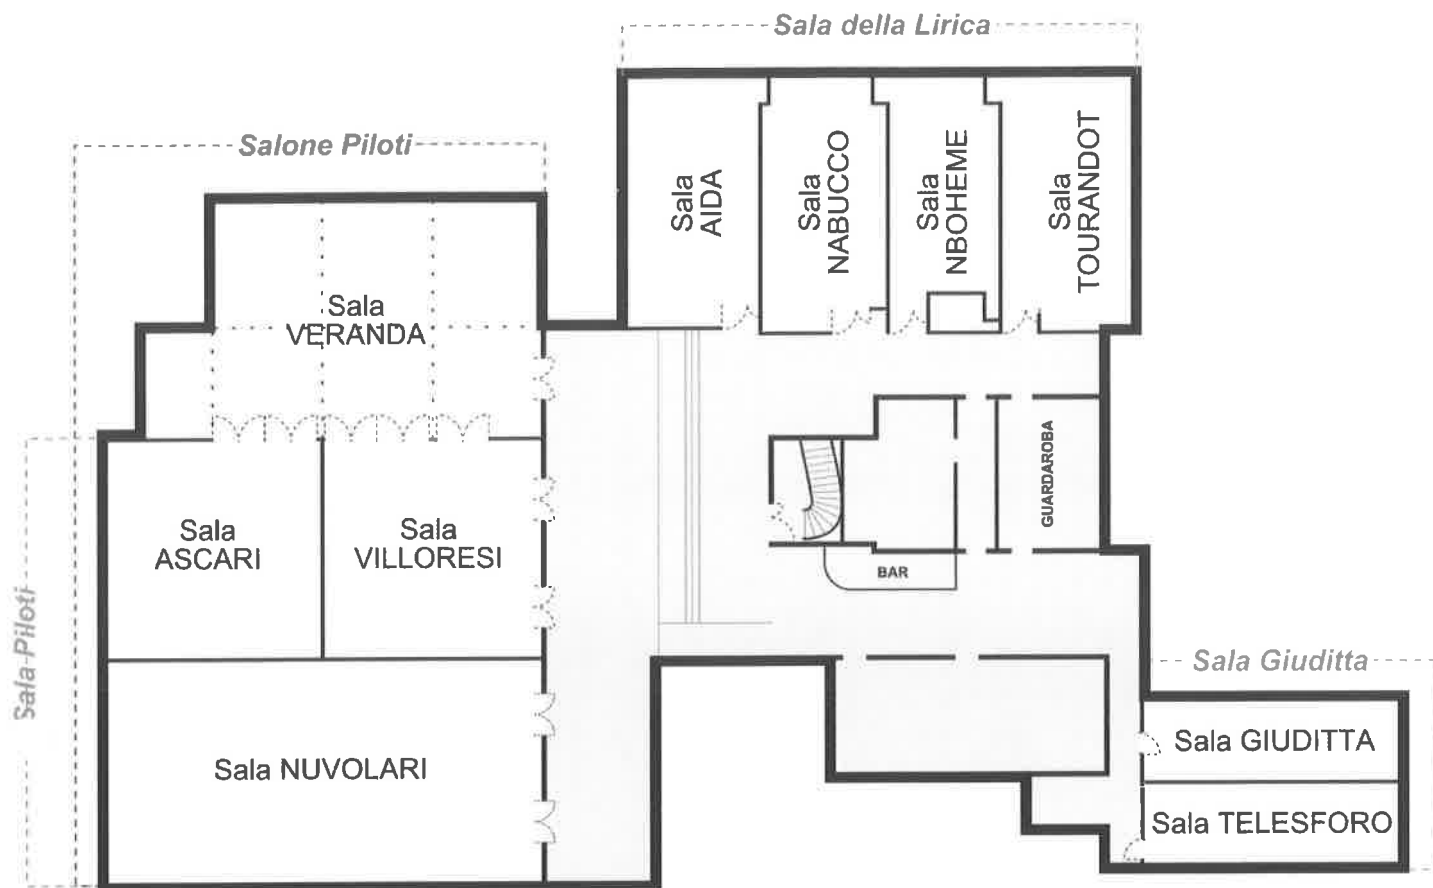 Sala della Lirica
Salone Piloti
Sala
AIDA
Sala
NABUCCO
Sala
NBOHEME
Sala
TOURANDOT
Sala
VERANDA
Sala
ASCARI
Sala
VILLORESI
GUARDAROBA
BAR
Sala Piloti
Sala Giuditta
Sala NUVOLARI
Sala GIUDITTA
Sala TELESFORO